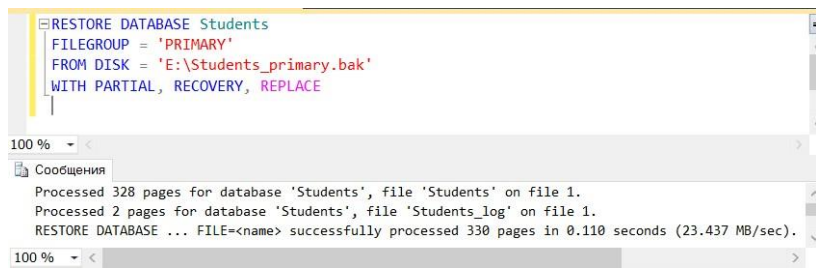 RESTORE DATABASE Students
FILEGROUP = 'PRIMARY'
FROM DISK = 'E:\Students_primary.bak'
WITH PARTIAL, RECOVERY, REPLACE
100 %
Сообщения
Processed 328 pages for database 'Students', file 'Students' on file 1.
Processed 2 pages for database 'Students', file 'Students_log' on file 1.
RESTORE DATABASE ... FILE=<name> successfully processed 330 pages in 0.110 seconds (23.437 MB/sec).
100 %